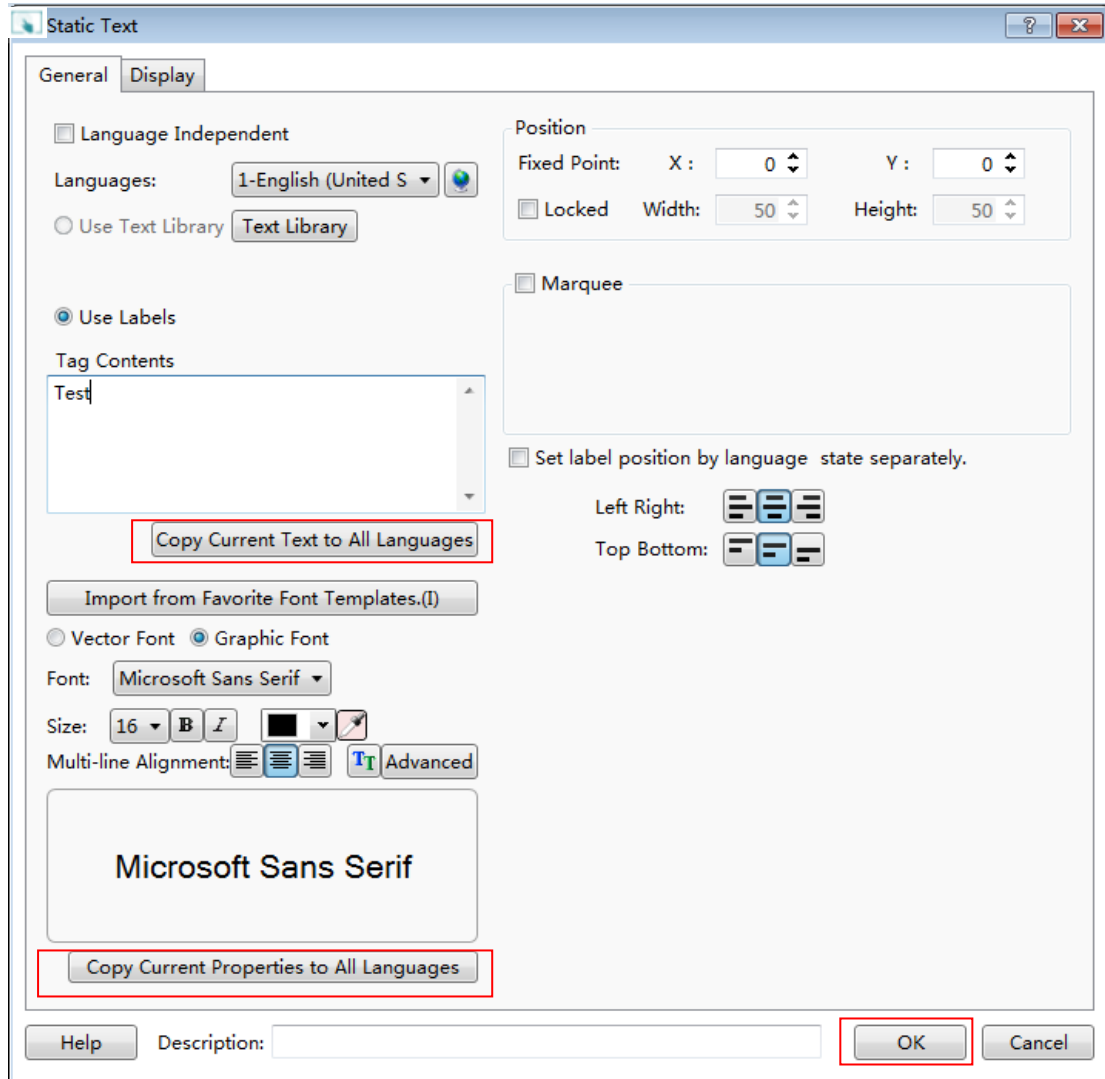 Static Text
General Display
Language Independent
Languages: 1-English (United S
Use Text Library Text Library
Use Labels
Tag Contents
Test
Copy Current Text to All Languages
Import from Favorite Font Templates.(I)
Vector Font Graphic Font
Font: Microsoft Sans Serif
Size: 16 B I
Multi-line Alignment: TT Advanced
Microsoft Sans Serif
Copy Current Properties to All Languages
Position
Fixed Point: X : 0 Y : 0
Locked Width: 50 Height: 50
Marquee
Set label position by language state separately.
Left Right:
Top Bottom:
Help Description: OK Cancel